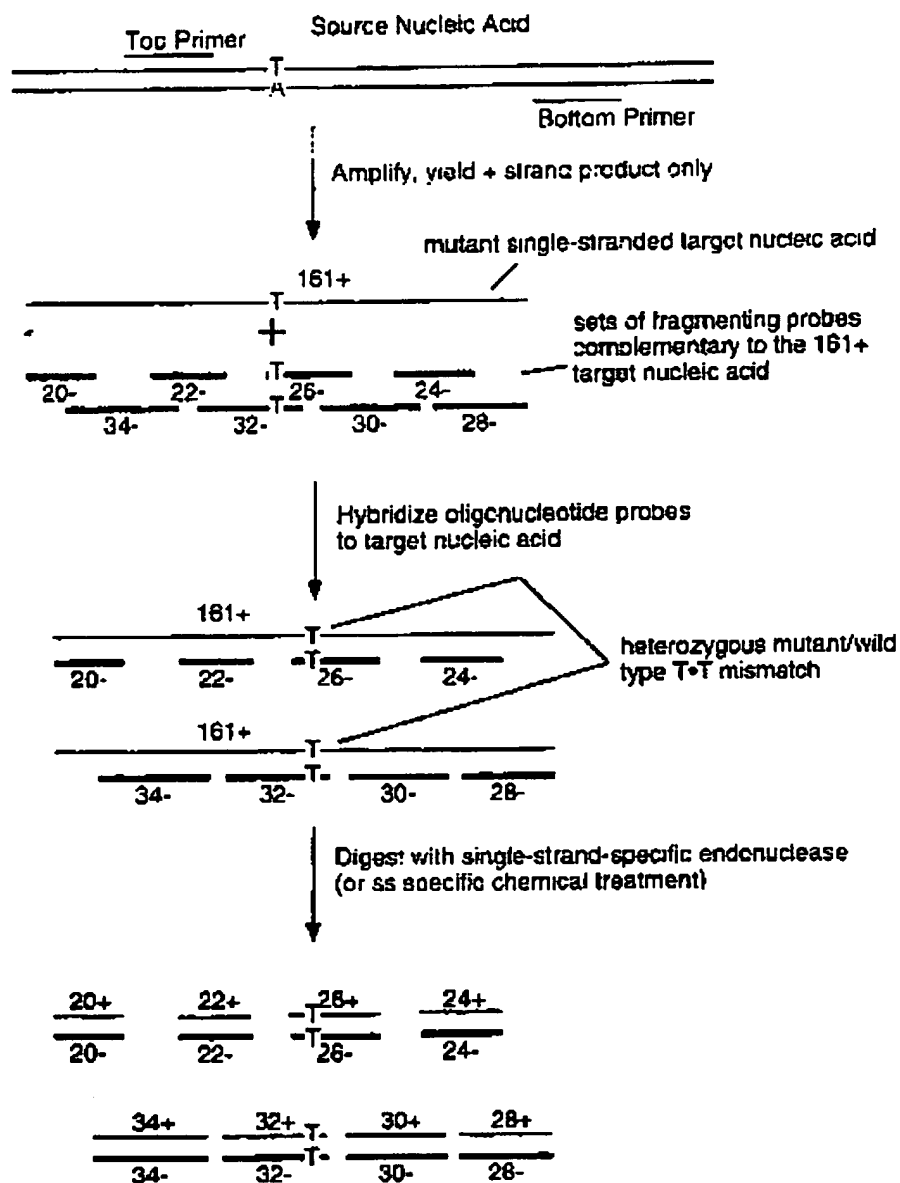 Source Nucleic Acid
Top Primer
T
A
Bottom Primer
Amplify, yield + strand product only
mutant single-stranded target nucleic acid
161+
T
+
sets of fragmenting probes
complementary to the 161+
target nucleic acid
T
20- 22- 26- 24-
T
34- 32- 30- 28-
Hybridize oligonucleotide probes
to target nucleic acid
161+
T
T
20- 22- 26- 24-
heterozygous mutant/wild
type T•T mismatch
161+
T
T
34- 32- 30- 28-
Digest with single-strand-specific endonuclease
(or ss specific chemical treatment)
20+ 22+ 26+ 24+
T
T
20- 22- 26- 24-
34+ 32+ 30+ 28+
T
T
34- 32- 30- 28-